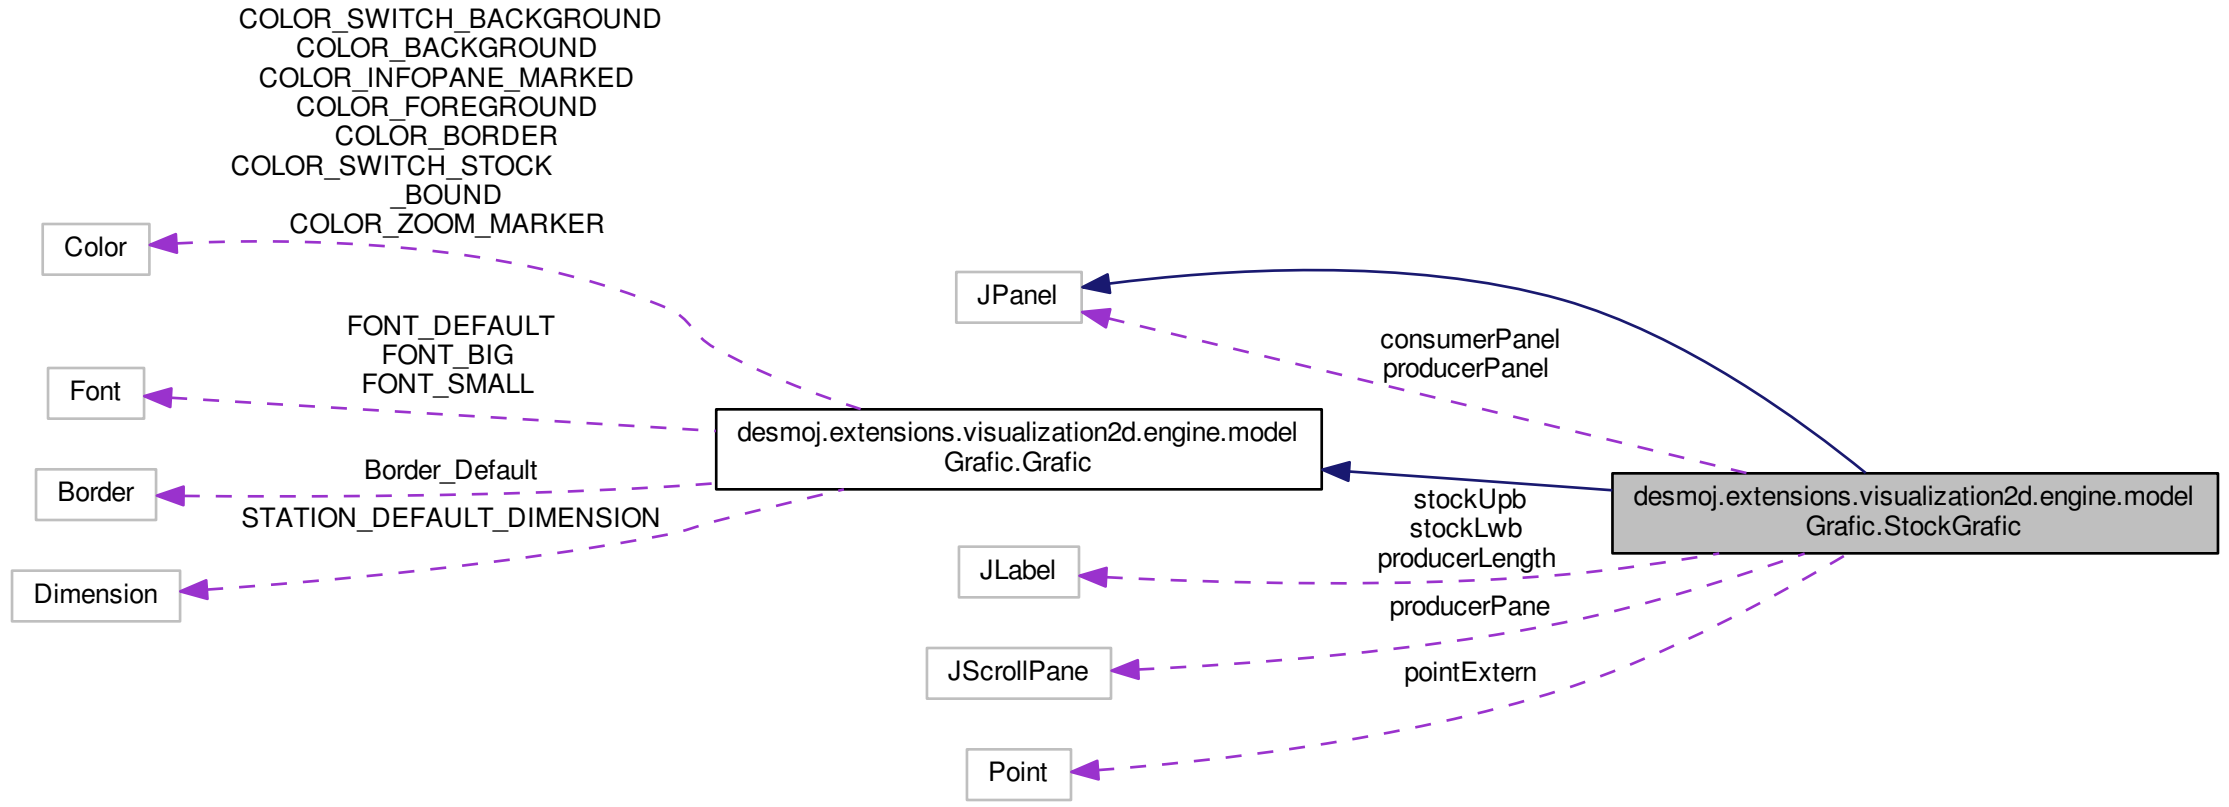 COLOR_SWITCH_BACKGROUND
COLOR_BACKGROUND
COLOR_INFOPANE_MARKED
COLOR_FOREGROUND
COLOR_BORDER
COLOR_SWITCH_STOCK
_BOUND
COLOR_ZOOM_MARKER
Color
FONT_DEFAULT
FONT_BIG
FONT_SMALL
Font
Border_Default
Border
STATION_DEFAULT_DIMENSION
Dimension
desmoj.extensions.visualization2d.engine.model
Grafic.Grafic
JPanel
consumerPanel
producerPanel
stockUpb
stockLwb
producerLength
JLabel
producerPane
JScrollPane
pointExtern
Point
desmoj.extensions.visualization2d.engine.model
Grafic.StockGrafic